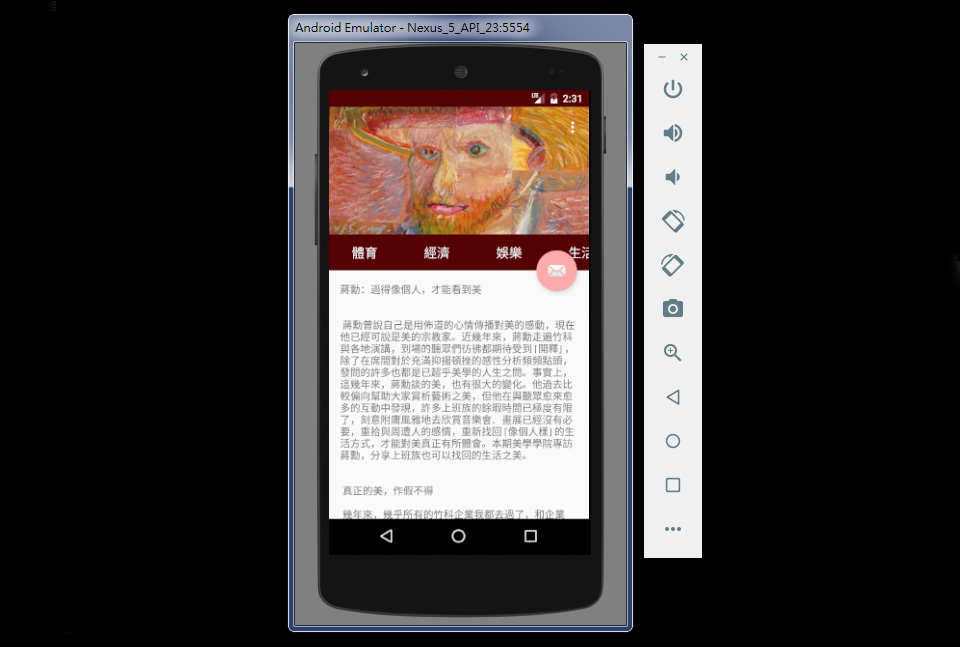 Android Emulator - Nexus_5_API_23:5554
LTE 2:31
體育 經濟 娛樂 生活
蔣勳：過得像個人，才能看到美
蔣勳曾說自己是用佈道的心情傳播對美的感動，現在
他已經可說是美的宗教家。近幾年來，蔣勳走遍竹科
與各地演講，到場的聽眾們彷彿都期待受到「開釋」，
除了在席間對於充滿抑揚頓挫的感性分析頻頻點頭，
發問的許多也都是已超乎美學的人生之問。事實上，
這幾年來，蔣勳談的美，也有很大的變化。他過去比
較偏向幫助大家賞析藝術之美，但他在與聽眾愈來愈
多的互動中發現，許多上班族的餘暇時間已極度有限
了，刻意附庸風雅地去欣賞音樂會、畫展已經沒有必
要，重拾與周遭人的感情，重新找回「像個人樣」的生
活方式，才能對美真正有所體會。本期美學學院專訪
蔣勳，分享上班族也可以找回的生活之美。
真正的美，作假不得
幾年來，幾乎所有的竹科企業我都去過了，和企業